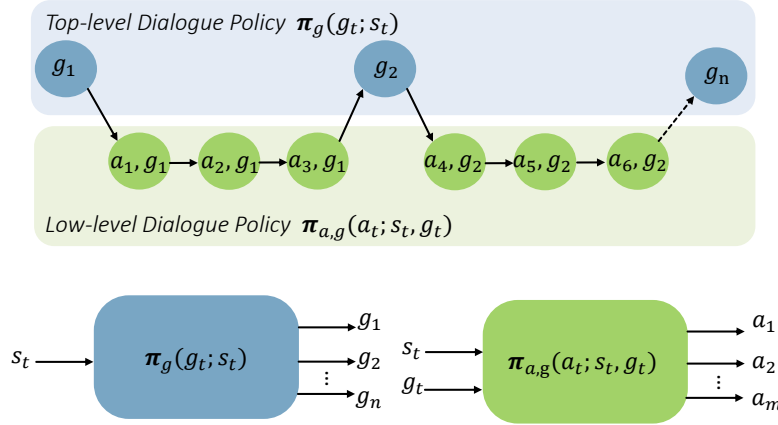 Top-level Dialogue Policy π_g(g_t; s_t)
g_1 g_2 g_n
a_1, g_1 a_2, g_1 a_3, g_1 a_4, g_2 a_5, g_2 a_6, g_2
Low-level Dialogue Policy π_{a,g}(a_t; s_t, g_t)
s_t
π_g(g_t; s_t)
g_1
g_2
⋮
g_n
s_t
g_t
π_{a,g}(a_t; s_t, g_t)
a_1
a_2
⋮
a_m